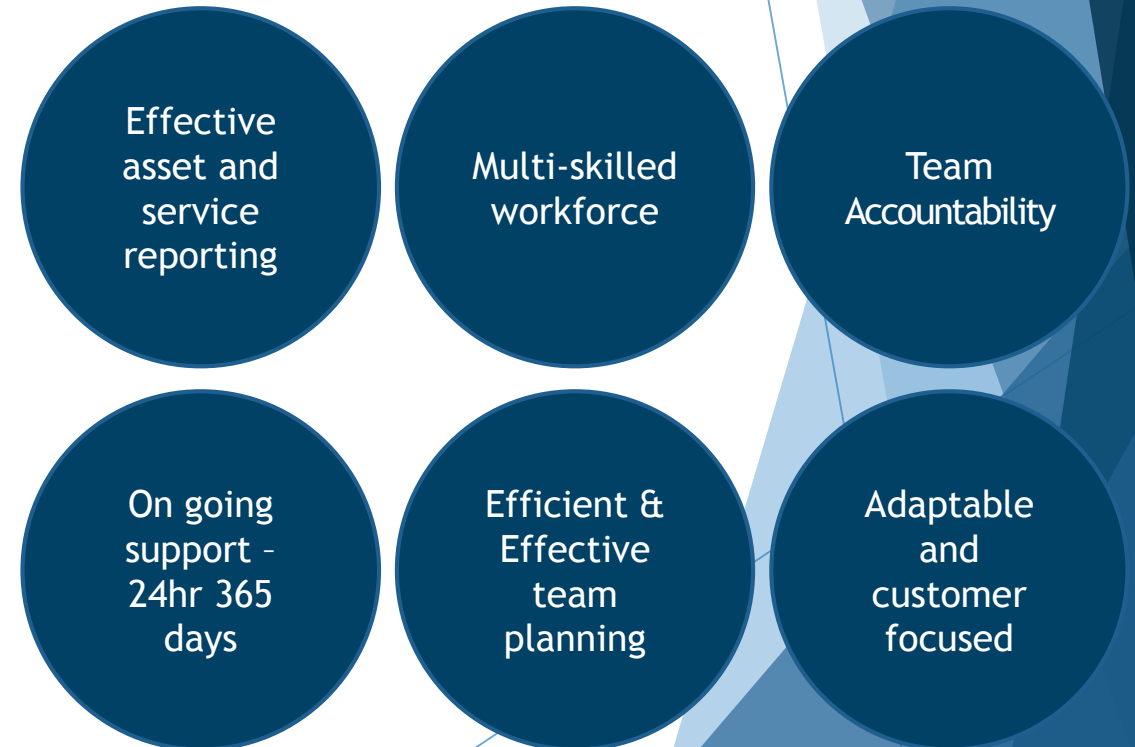 Effective
asset and
service
reporting
Multi-skilled
workforce
Team
Accountability
On going
support –
24hr 365
days
Efficient &
Effective
team
planning
Adaptable
and
customer
focused